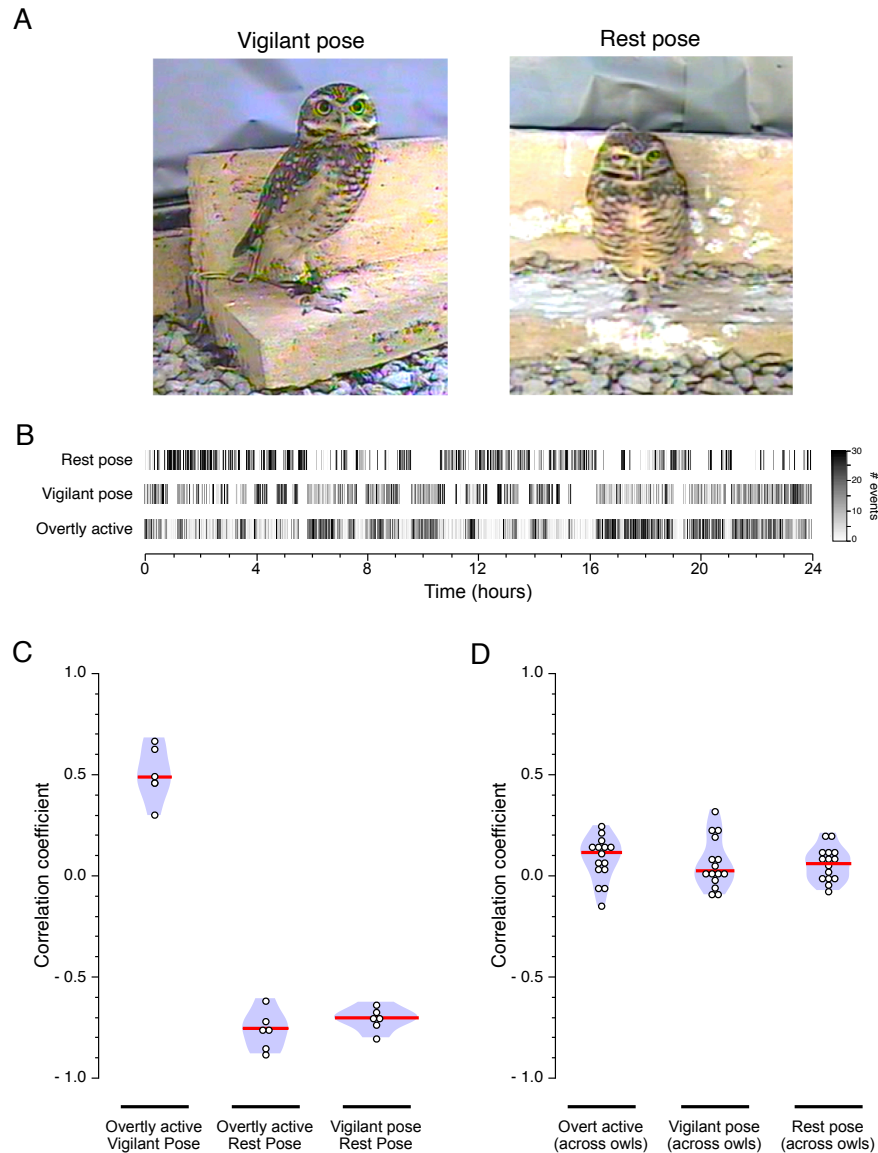 A
Vigilant pose
Rest pose
B
Rest pose
Vigilant pose
Overtly active
30
20
10
0
# events
0
4
8
12
16
20
24
Time (hours)
C
1.0
0.5
0.0
- 0.5
- 1.0
Correlation coefficient
Overtly active
Vigilant Pose
Overtly active
Rest Pose
Vigilant pose
Rest Pose
D
1.0
0.5
0.0
- 0.5
- 1.0
Correlation coefficient
Overt active
(across owls)
Vigilant pose
(across owls)
Rest pose
(across owls)